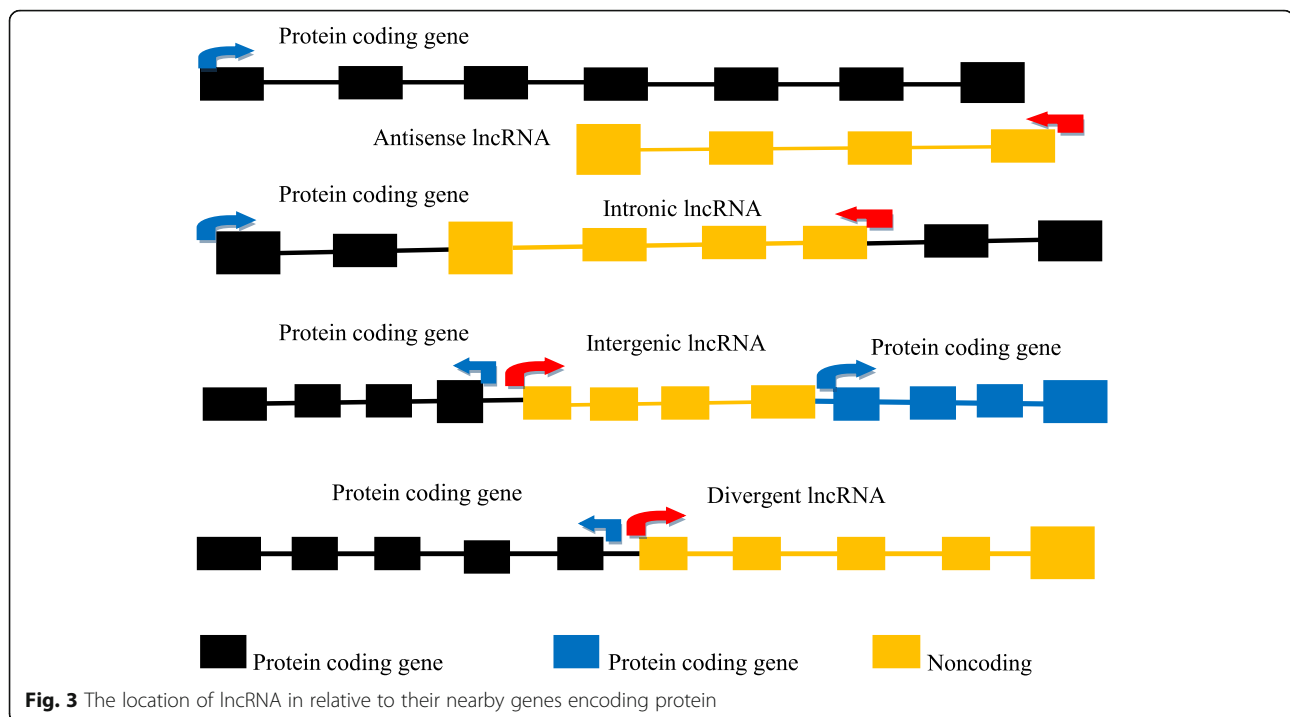 Protein coding gene
Antisense lncRNA
Protein coding gene
Intronic lncRNA
Protein coding gene
Intergenic lncRNA
Protein coding gene
Protein coding gene
Divergent lncRNA
Protein coding gene
Protein coding gene
Noncoding
Fig. 3 The location of lncRNA in relative to their nearby genes encoding protein